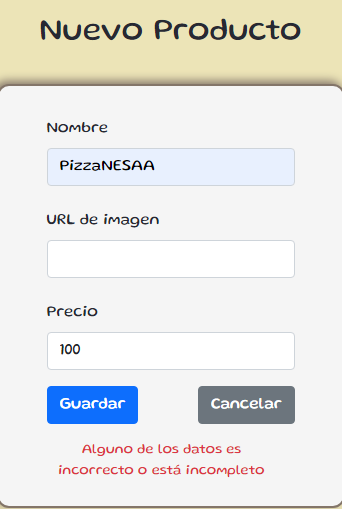 Nuevo Producto
Nombre
PizzaNESAA
URL de imagen
Precio
100
Guardar Cancelar
Alguno de los datos es
incorrecto o está incompleto